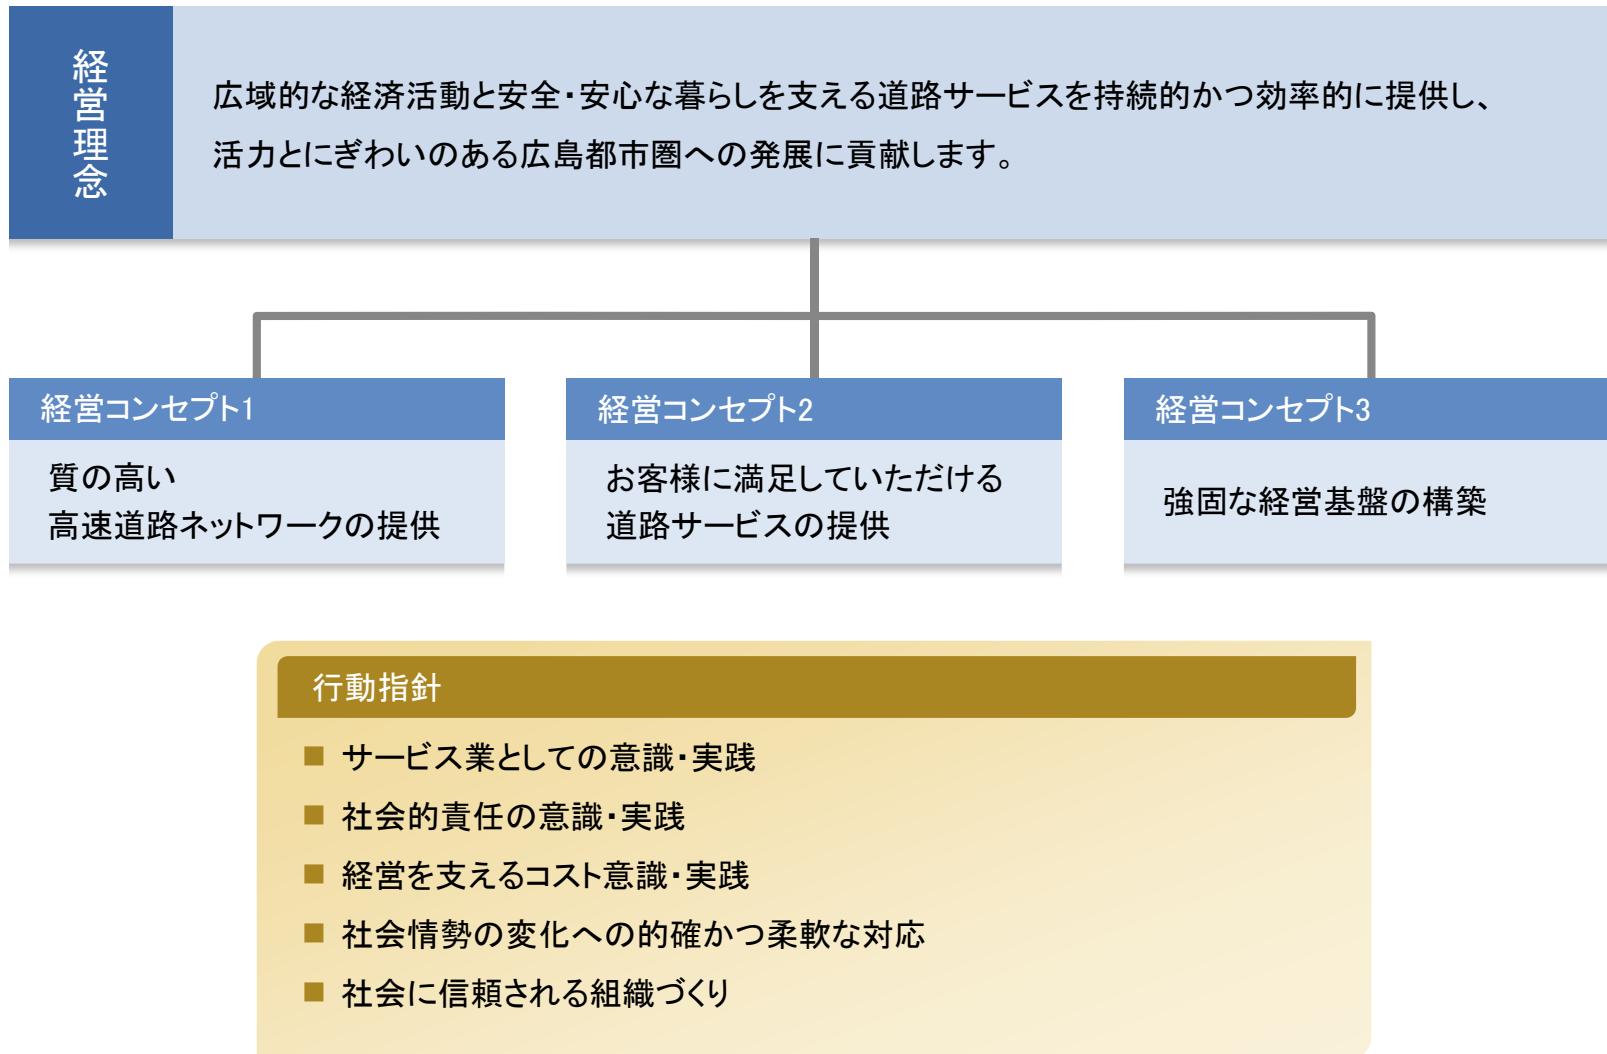 経営理念
広域的な経済活動と安全・安心な暮らしを支える道路サービスを持続的かつ効率的に提供し、
活力とにぎわいのある広島都市圏への発展に貢献します。
経営コンセプト1
質の高い
高速道路ネットワークの提供
経営コンセプト2
お客様に満足していただける
道路サービスの提供
経営コンセプト3
強固な経営基盤の構築
行動指針
■ サービス業としての意識・実践
■ 社会的責任の意識・実践
■ 経営を支えるコスト意識・実践
■ 社会情勢の変化への的確かつ柔軟な対応
■ 社会に信頼される組織づくり